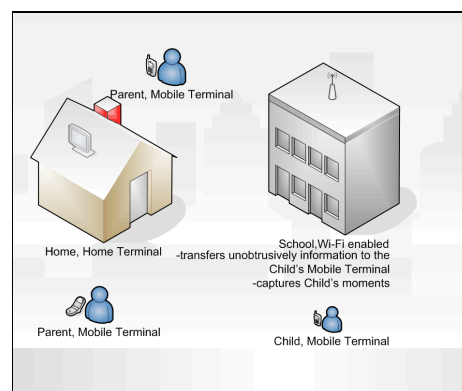 Parent, Mobile Terminal
Home, Home Terminal
School,Wi-Fi enabled
-transfers unobtrusively information to the
Child's Mobile Terminal
-captures Child's moments
Parent, Mobile Terminal
Child, Mobile Terminal